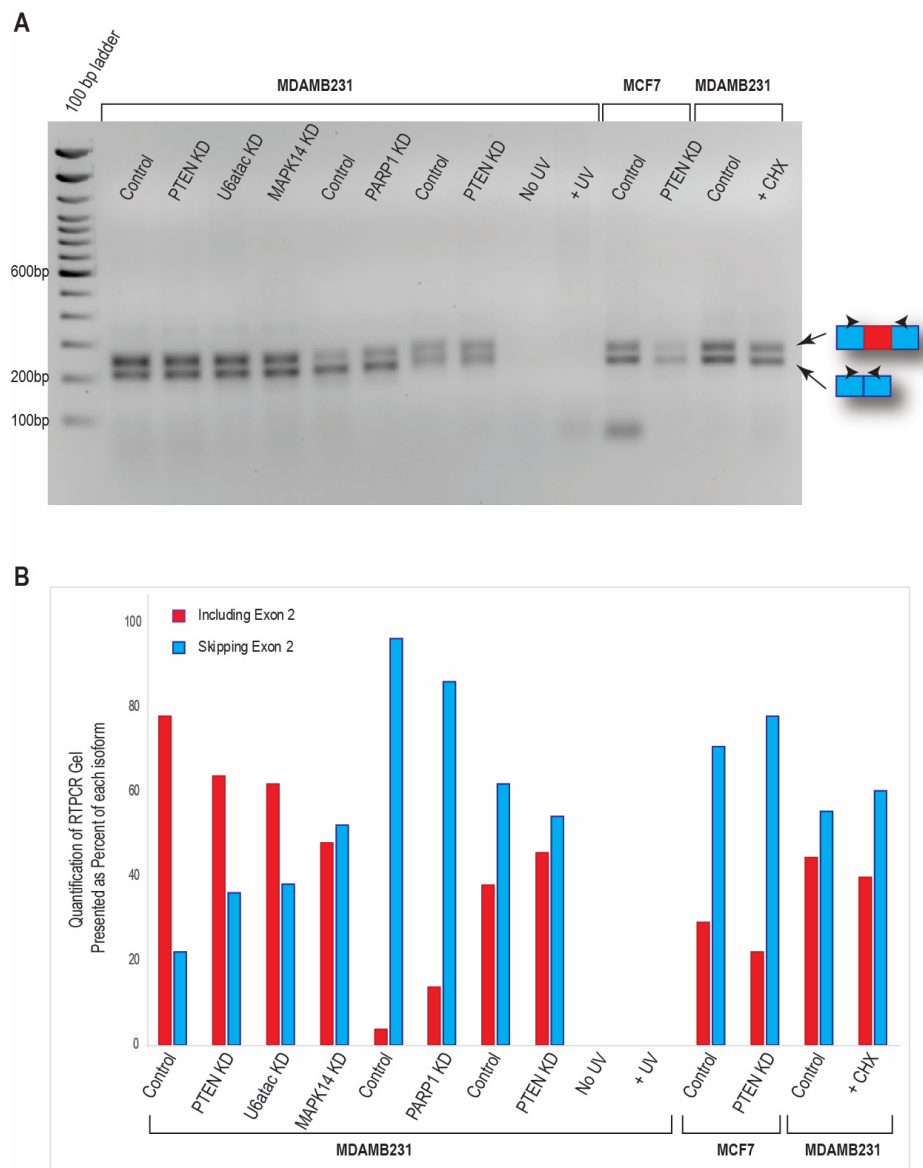 A
100 bp ladder
MDAMB231
MCF7
MDAMB231
Control
PTEN KD
U6atac KD
MAPK14 KD
Control
PARP1 KD
Control
PTEN KD
No UV
+ UV
Control
PTEN KD
Control
+ CHX
600bp
200bp
100bp
B
Including Exon 2
Skipping Exon 2
Quantification of RTPCR Gel
Presented as Percent of each isoform
100
80
60
40
20
0
Control
PTEN KD
U6atac KD
MAPK14 KD
Control
PARP1 KD
Control
PTEN KD
No UV
+ UV
Control
PTEN KD
Control
+ CHX
MDAMB231
MCF7
MDAMB231